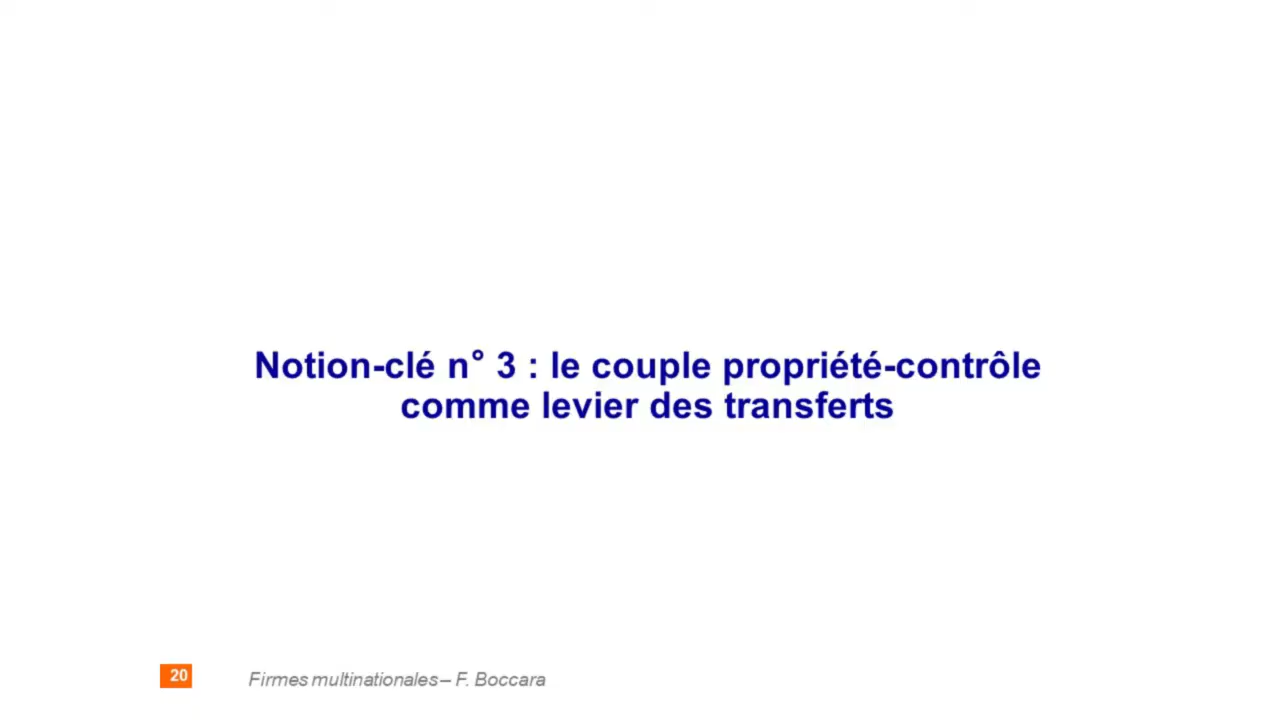 Notion-clé n° 3 : le couple propriété-contrôle
comme levier des transferts
20
Firmes multinationales – F. Boccara